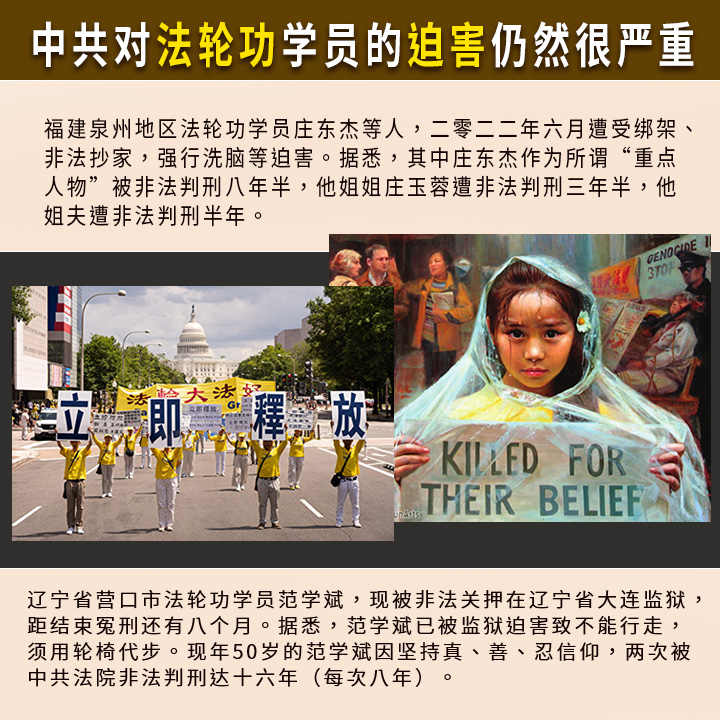 中共对法轮功学员的迫害仍然很严重
福建泉州地区法轮功学员庄东杰等人，二零二二年六月遭受绑架、
非法抄家，强行洗脑等迫害。据悉，其中庄东杰作为所谓“重点
人物”被非法判刑八年半，他姐姐庄玉蓉遭非法判刑三年半，他
姐夫遭非法判刑半年。
GENOCIDE
STOP
法輪大法好
立即釋放
立 即 釋 放
KILLED FOR
THEIR BELIEF
辽宁省营口市法轮功学员范学斌，现被非法关押在辽宁省大连监狱，
距结束冤刑还有八个月。据悉，范学斌已被监狱迫害致不能行走，
须用轮椅代步。现年50岁的范学斌因坚持真、善、忍信仰，两次被
中共法院非法判刑达十六年（每次八年）。